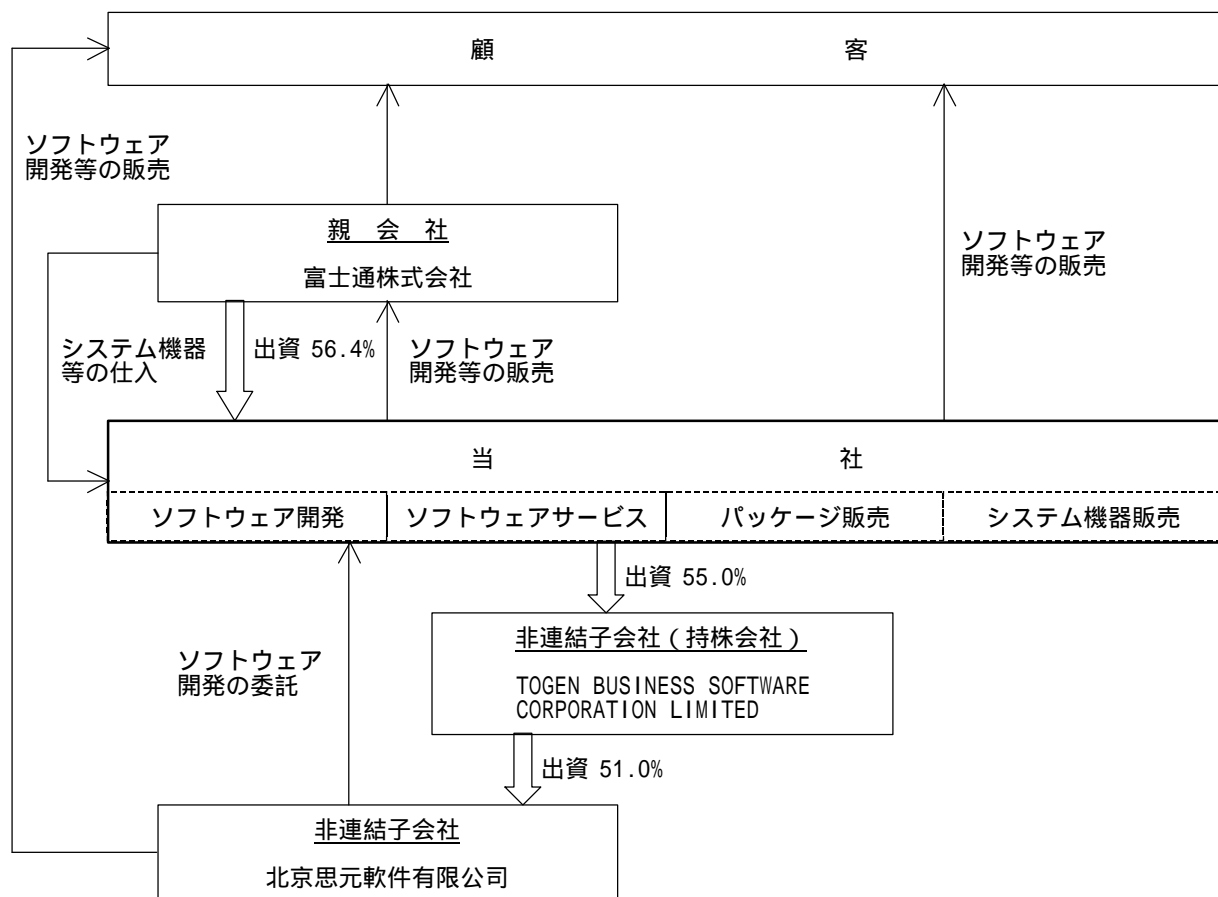 顧 客
ソフトウェア
開発等の販売
親 会 社
富士通株式会社
ソフトウェア
開発等の販売
システム機器
等の仕入
出資 56.4%
ソフトウェア
開発等の販売
当 社
ソフトウェア開発
ソフトウェアサービス
パッケージ販売
システム機器販売
出資 55.0%
非連結子会社(持株会社)
TOGEN BUSINESS SOFTWARE
CORPORATION LIMITED
ソフトウェア
開発の委託
出資 51.0%
非連結子会社
北京思元軟件有限公司